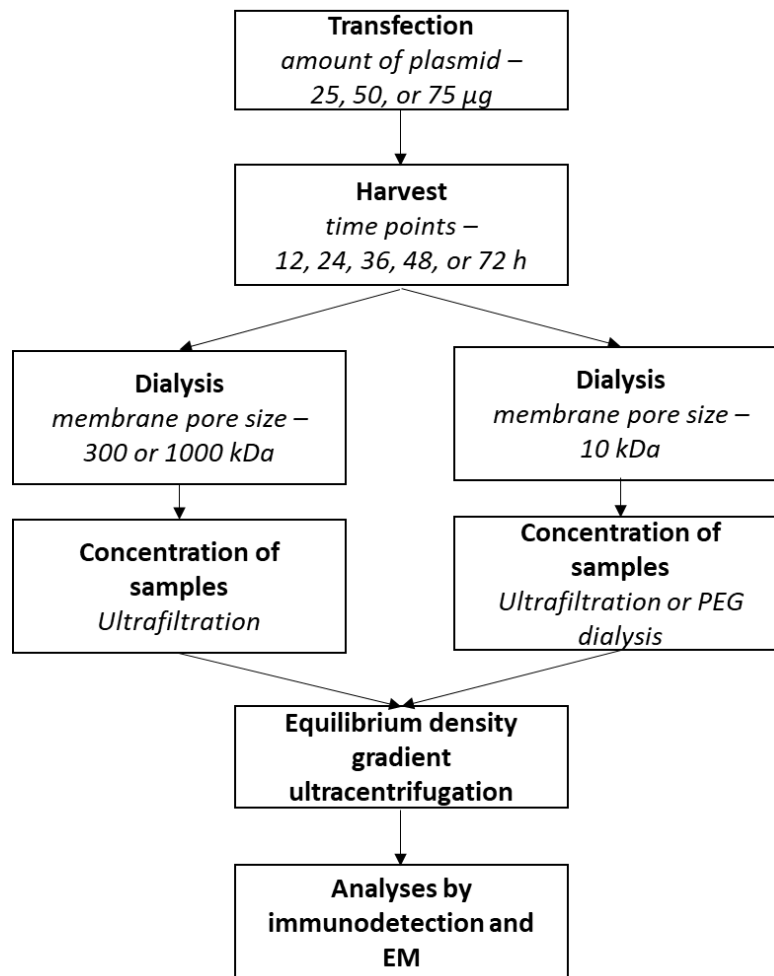 Transfection
amount of plasmid –
25, 50, or 75 µg
Harvest
time points –
12, 24, 36, 48, or 72 h
Dialysis
membrane pore size –
300 or 1000 kDa
Concentration of
samples
Ultrafiltration
Dialysis
membrane pore size –
10 kDa
Concentration of
samples
Ultrafiltration or PEG
dialysis
Equilibrium density
gradient
ultracentrifugation
Analyses by
immunodetection and
EM